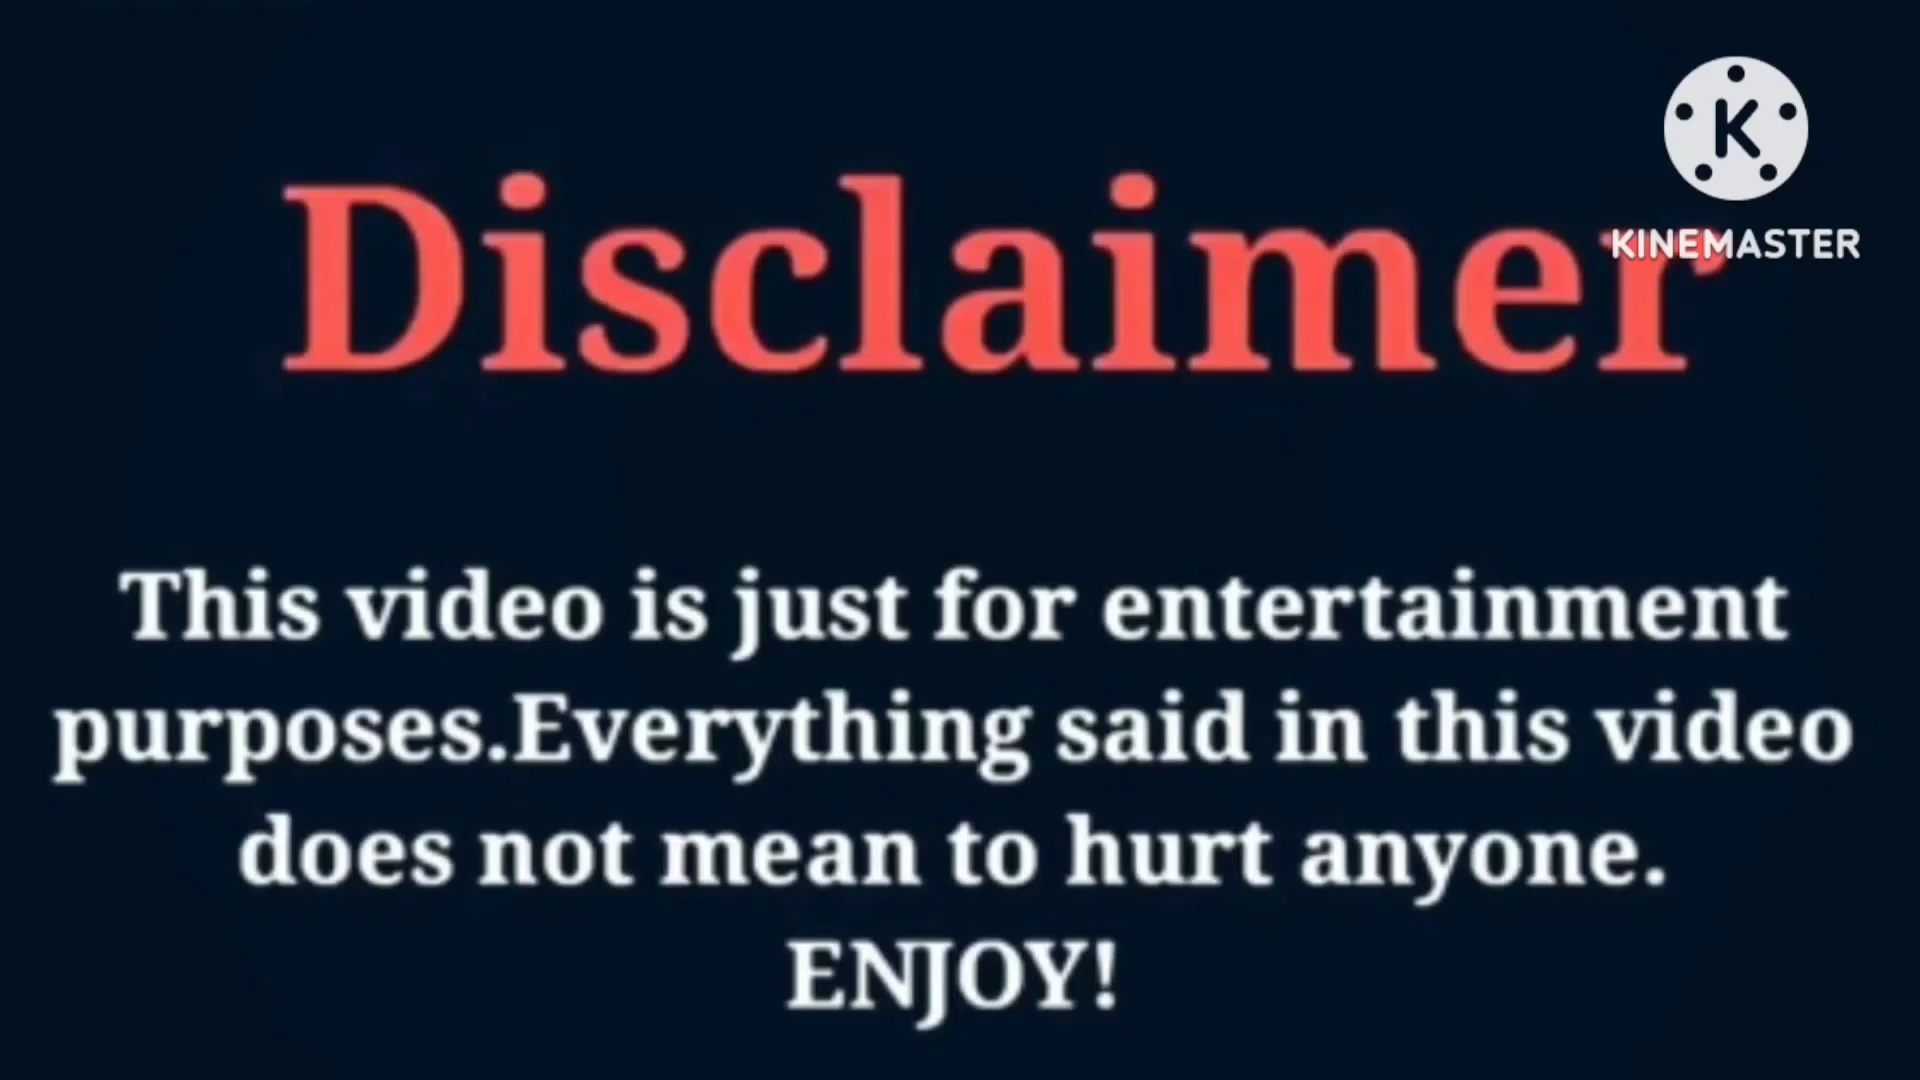 K
KINEMASTER
Disclaimer
This video is just for entertainment
purposes.Everything said in this video
does not mean to hurt anyone.
ENJOY!